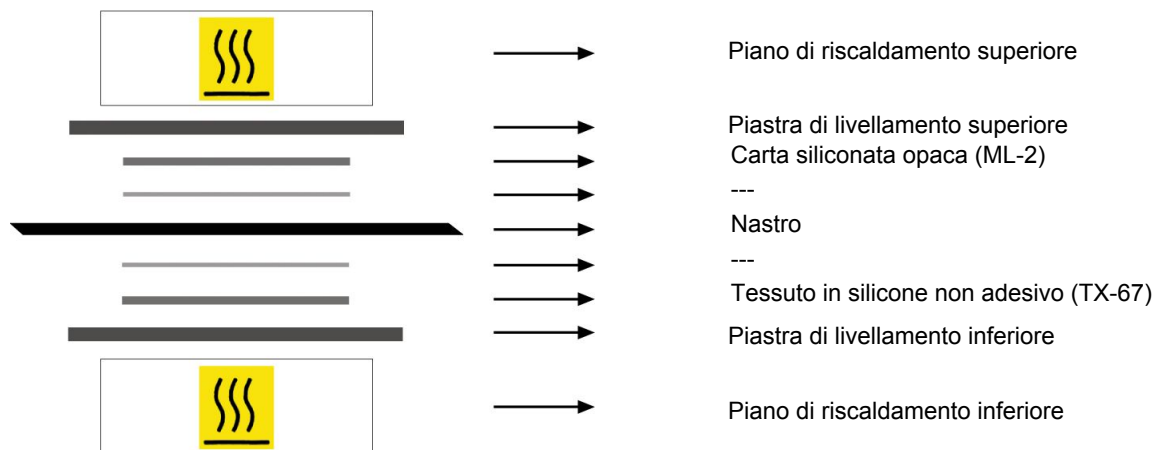 Piano di riscaldamento superiore
Piastra di livellamento superiore
Carta siliconata opaca (ML-2)
---
Nastro
---
Tessuto in silicone non adesivo (TX-67)
Piastra di livellamento inferiore
Piano di riscaldamento inferiore